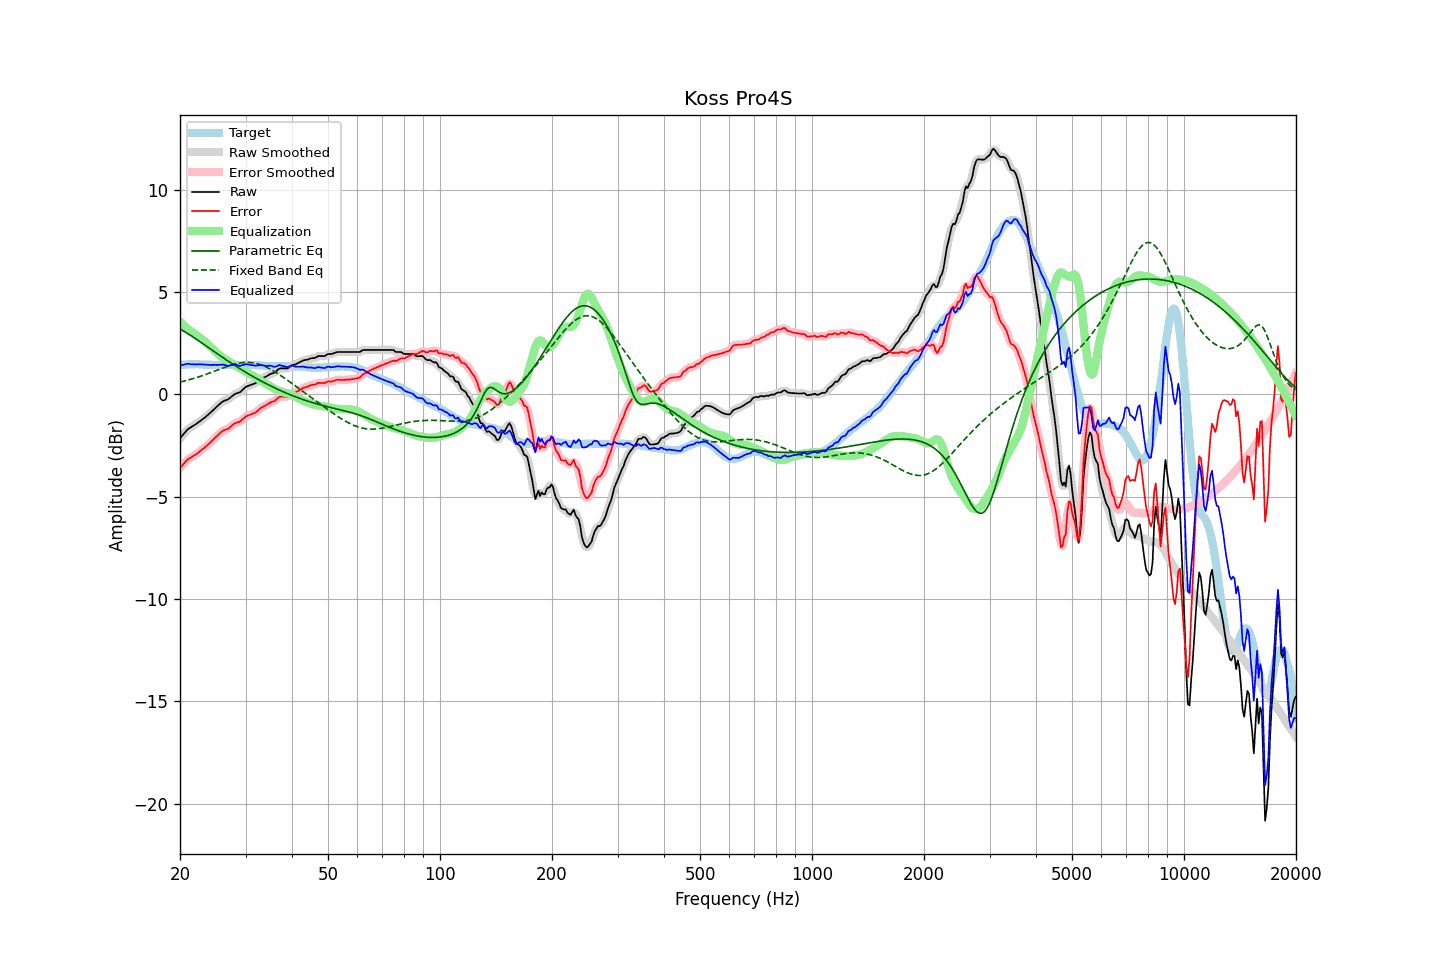 Koss Pro4S
Target
Raw Smoothed
Error Smoothed
Raw
Error
Equalization
Parametric Eq
Fixed Band Eq
Equalized
10
5
0
−5
−10
−15
−20
Amplitude (dBr)
20 50 100 200 500 1000 2000 5000 10000 20000
Frequency (Hz)